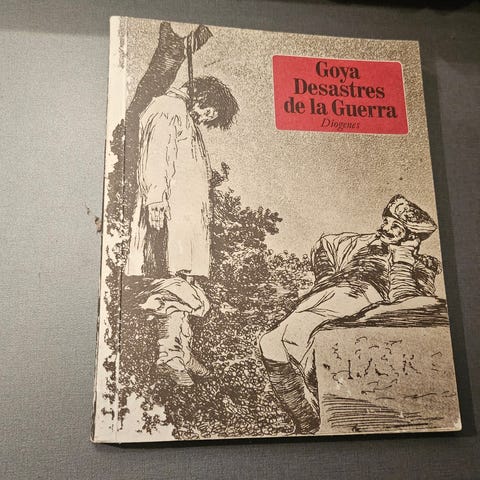 Goya
Desastres
de la Guerra
Diogenes